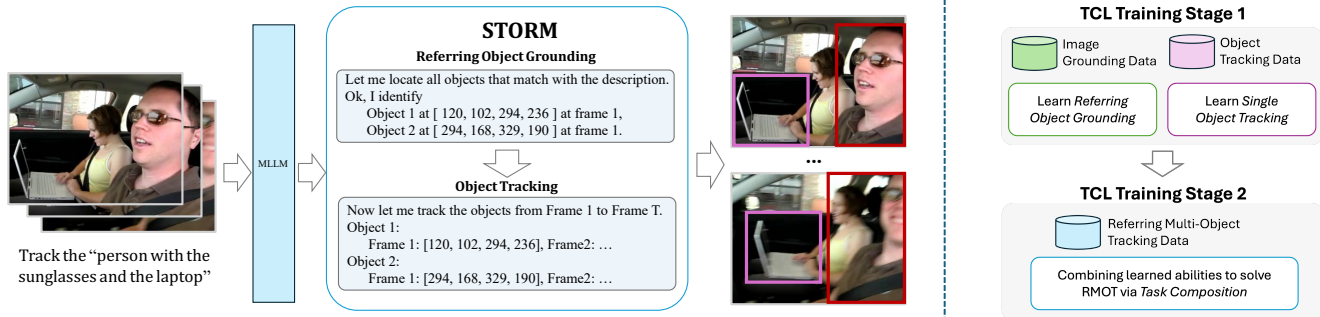 Track the “person with the
sunglasses and the laptop”
MLLM
STORM
Referring Object Grounding
Let me locate all objects that match with the description.
Ok, I identify
Object 1 at [ 120, 102, 294, 236 ] at frame 1,
Object 2 at [ 294, 168, 329, 190 ] at frame 1.
Object Tracking
Now let me track the objects from Frame 1 to Frame T.
Object 1:
Frame 1: [120, 102, 294, 236], Frame2: …
Object 2:
Frame 1: [294, 168, 329, 190], Frame2: …
...
TCL Training Stage 1
Image
Grounding Data
Object
Tracking Data
Learn Referring
Object Grounding
Learn Single
Object Tracking
TCL Training Stage 2
Referring Multi-Object
Tracking Data
Combining learned abilities to solve
RMOT via Task Composition